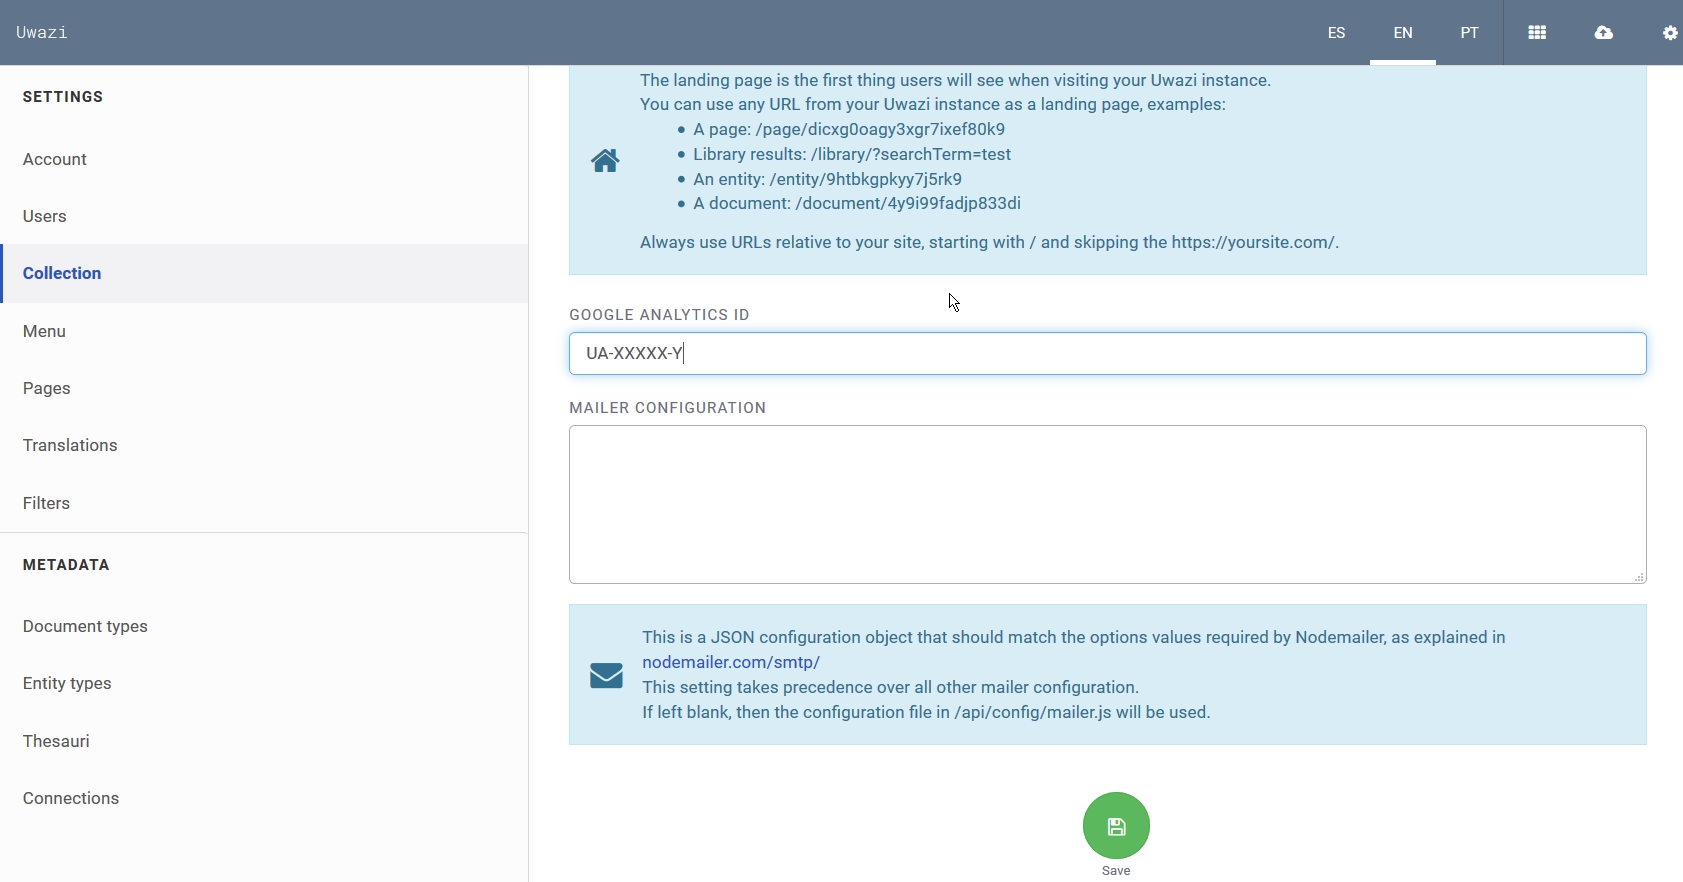 Uwazi
ES
EN
PT
SETTINGS
Account
Users
Collection
Menu
Pages
Translations
Filters
METADATA
Document types
Entity types
Thesauri
Connections
The landing page is the first thing users will see when visiting your Uwazi instance.
You can use any URL from your Uwazi instance as a landing page, examples:
• A page: /page/dicxg0oagy3xgr7ixef80k9
• Library results: /library/?searchTerm=test
• An entity: /entity/9htbkgpkyy7j5rk9
• A document: /document/4y9i99fadjp833di
Always use URLs relative to your site, starting with / and skipping the https://yoursite.com/.
GOOGLE ANALYTICS ID
UA-XXXXX-Y
MAILER CONFIGURATION
This is a JSON configuration object that should match the options values required by Nodemailer, as explained in
nodemailer.com/smtp/
This setting takes precedence over all other mailer configuration.
If left blank, then the configuration file in /api/config/mailer.js will be used.
Save